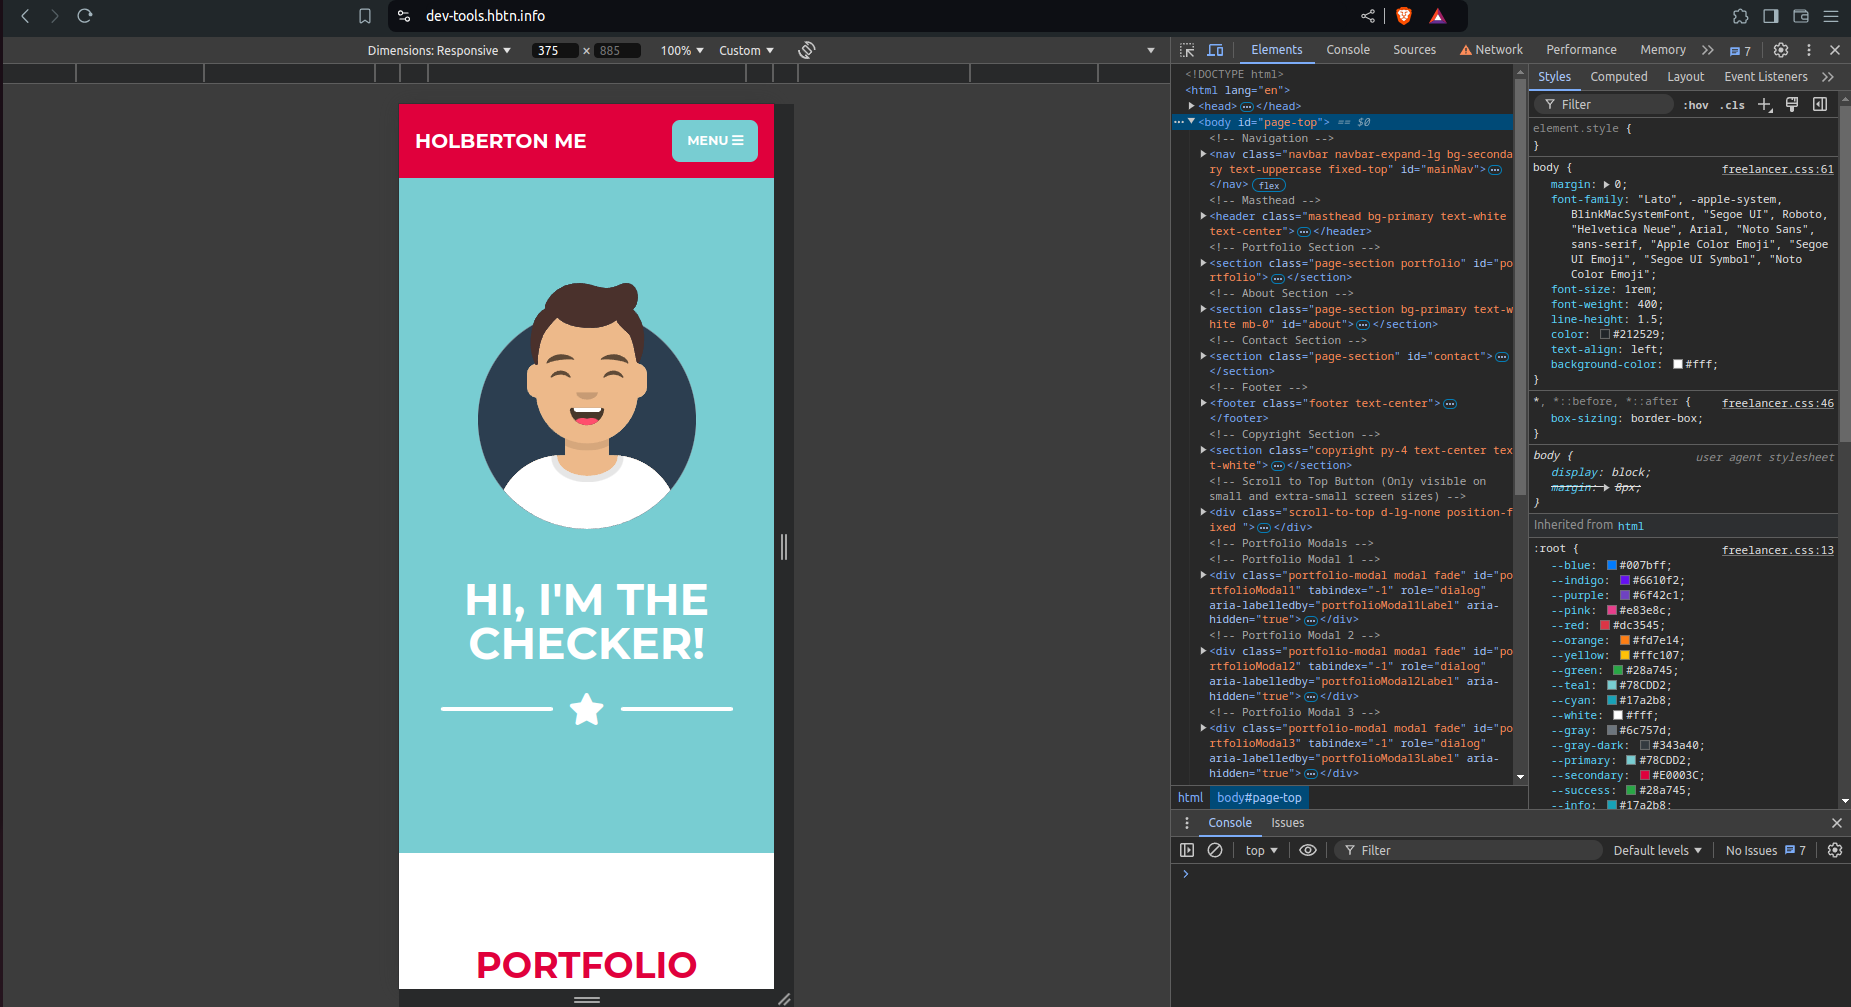 dev-tools.hbtn.info
Dimensions: Responsive 375 × 885 100% Custom
Elements Console Sources Network Performance Memory 7
HOLBERTON ME
MENU
HI, I'M THE
CHECKER!
PORTFOLIO
<!DOCTYPE html>
<html lang="en">
<head> ··· </head>
··· <body id="page-top"> == $0
<!-- Navigation -->
<nav class="navbar navbar-expand-lg bg-seconda
ry text-uppercase fixed-top" id="mainNav"> ···
</nav> flex
<!-- Masthead -->
<header class="masthead bg-primary text-white
text-center"> ··· </header>
<!-- Portfolio Section -->
<section class="page-section portfolio" id="po
rtfolio"> ··· </section>
<!-- About Section -->
<section class="page-section bg-primary text-w
hite mb-0" id="about"> ··· </section>
<!-- Contact Section -->
<section class="page-section" id="contact"> ···
</section>
<!-- Footer -->
<footer class="footer text-center"> ···
</footer>
<!-- Copyright Section -->
<section class="copyright py-4 text-center tex
t-white"> ··· </section>
<!-- Scroll to Top Button (Only visible on
small and extra-small screen sizes) -->
<div class="scroll-to-top d-lg-none position-f
ixed "> ··· </div>
<!-- Portfolio Modals -->
<!-- Portfolio Modal 1 -->
<div class="portfolio-modal modal fade" id="po
rtfolioModal1" tabindex="-1" role="dialog"
aria-labelledby="portfolioModal1Label" aria-
hidden="true"> ··· </div>
<!-- Portfolio Modal 2 -->
<div class="portfolio-modal modal fade" id="po
rtfolioModal2" tabindex="-1" role="dialog"
aria-labelledby="portfolioModal2Label" aria-
hidden="true"> ··· </div>
<!-- Portfolio Modal 3 -->
<div class="portfolio-modal modal fade" id="po
rtfolioModal3" tabindex="-1" role="dialog"
aria-labelledby="portfolioModal3Label" aria-
hidden="true"> ··· </div>
html body#page-top
Styles Computed Layout Event Listeners
Filter :hov .cls
element.style {
}
body { freelancer.css:61
margin: 0;
font-family: "Lato", -apple-system,
BlinkMacSystemFont, "Segoe UI", Roboto,
"Helvetica Neue", Arial, "Noto Sans",
sans-serif, "Apple Color Emoji", "Segoe
UI Emoji", "Segoe UI Symbol", "Noto
Color Emoji";
font-size: 1rem;
font-weight: 400;
line-height: 1.5;
color: #212529;
text-align: left;
background-color: #fff;
}
*, *::before, *::after { freelancer.css:46
box-sizing: border-box;
}
body { user agent stylesheet
display: block;
margin: 8px;
}
Inherited from html
:root { freelancer.css:13
--blue: #007bff;
--indigo: #6610f2;
--purple: #6f42c1;
--pink: #e83e8c;
--red: #dc3545;
--orange: #fd7e14;
--yellow: #ffc107;
--green: #28a745;
--teal: #78CDD2;
--cyan: #17a2b8;
--white: #fff;
--gray: #6c757d;
--gray-dark: #343a40;
--primary: #78CDD2;
--secondary: #E0003C;
--success: #28a745;
--info: #17a2b8;
Console Issues
top Filter Default levels No Issues 7